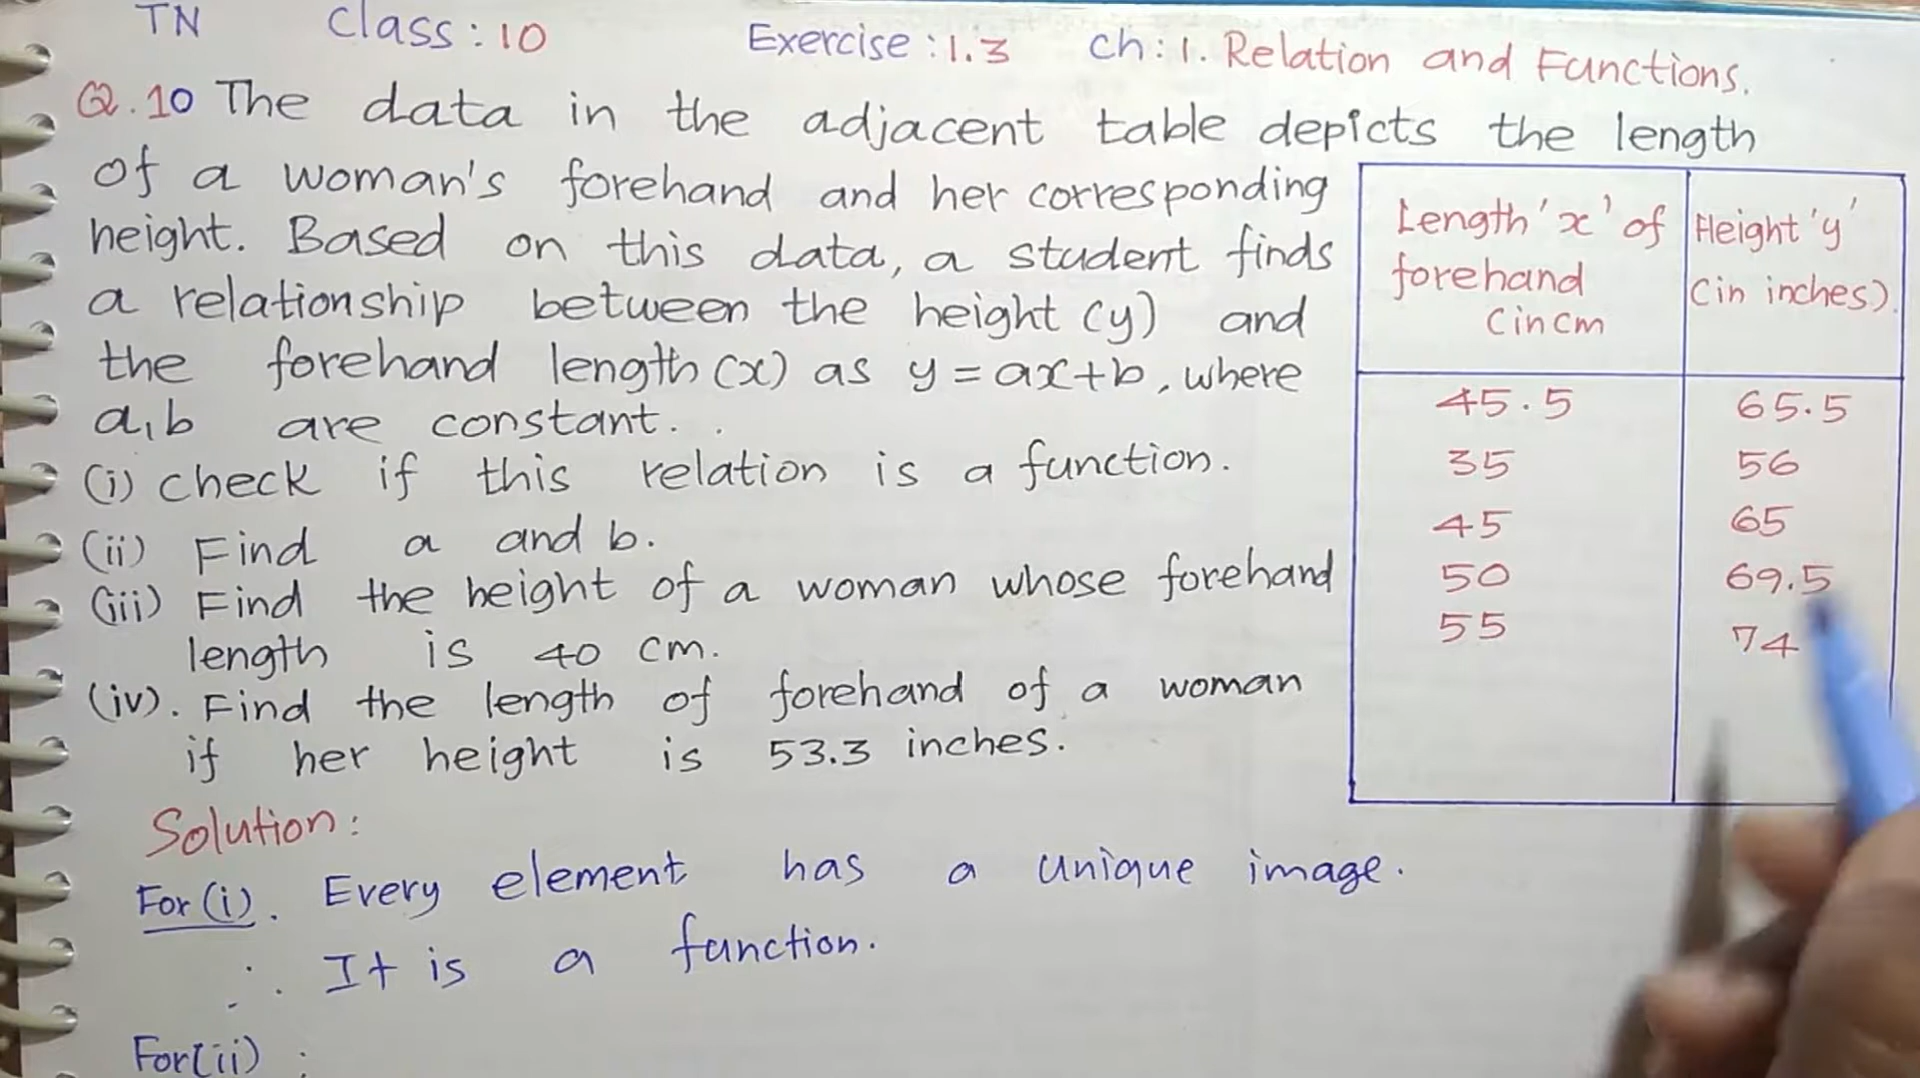 TN Class: 10 Exercise: 1.3 Ch: 1. Relation and Functions.
Q.10 The data in the adjacent table depicts the length
of a woman's forehand and her corresponding
height. Based on this data, a student finds
a relationship between the height (y) and
the forehand length (x) as y = ax+b, where
a,b are constant. .
(i) check if this relation is a function.
(ii) Find a and b.
(iii) Find the height of a woman whose forehand
length is 40 cm.
(iv). Find the length of forehand of a woman
if her height is 53.3 inches.
Length 'x' of Height 'y'
forehand (in inches)
(in cm
45.5 65.5
35 56
45 65
50 69.5
55 74
Solution:
For (i). Every element has a unique image.
∴ It is a function.
For(ii) :